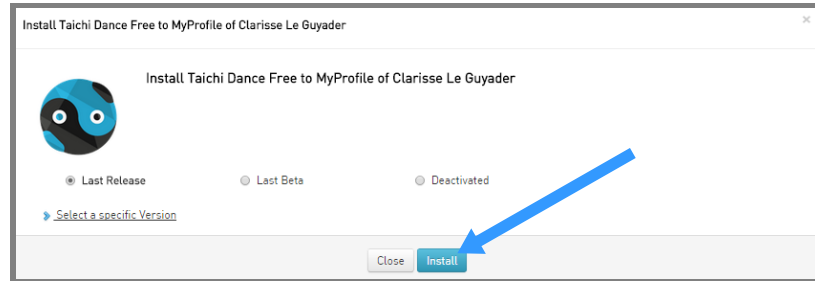 Install Taichi Dance Free to MyProfile of Clarisse Le Guyader
Install Taichi Dance Free to MyProfile of Clarisse Le Guyader
Last Release Last Beta Deactivated
Select a specific Version
Close Install